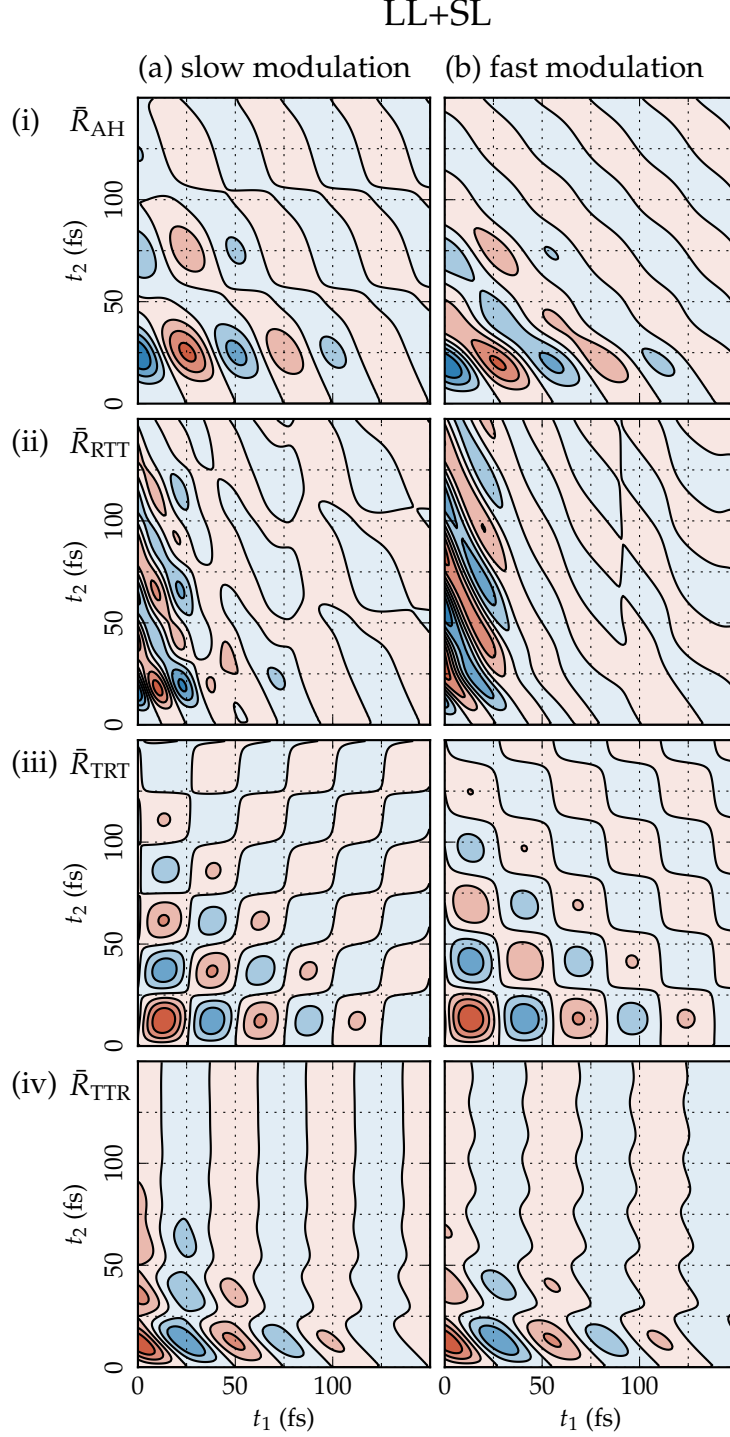 LL+SL
(a) slow modulation (b) fast modulation
(i) R̄AH
t2 (fs)
0 50 100
(ii) R̄RTT
t2 (fs)
0 50 100
(iii) R̄TRT
t2 (fs)
0 50 100
(iv) R̄TTR
t2 (fs)
0 50 100
0 50 100 0 50 100
t1 (fs) t1 (fs)